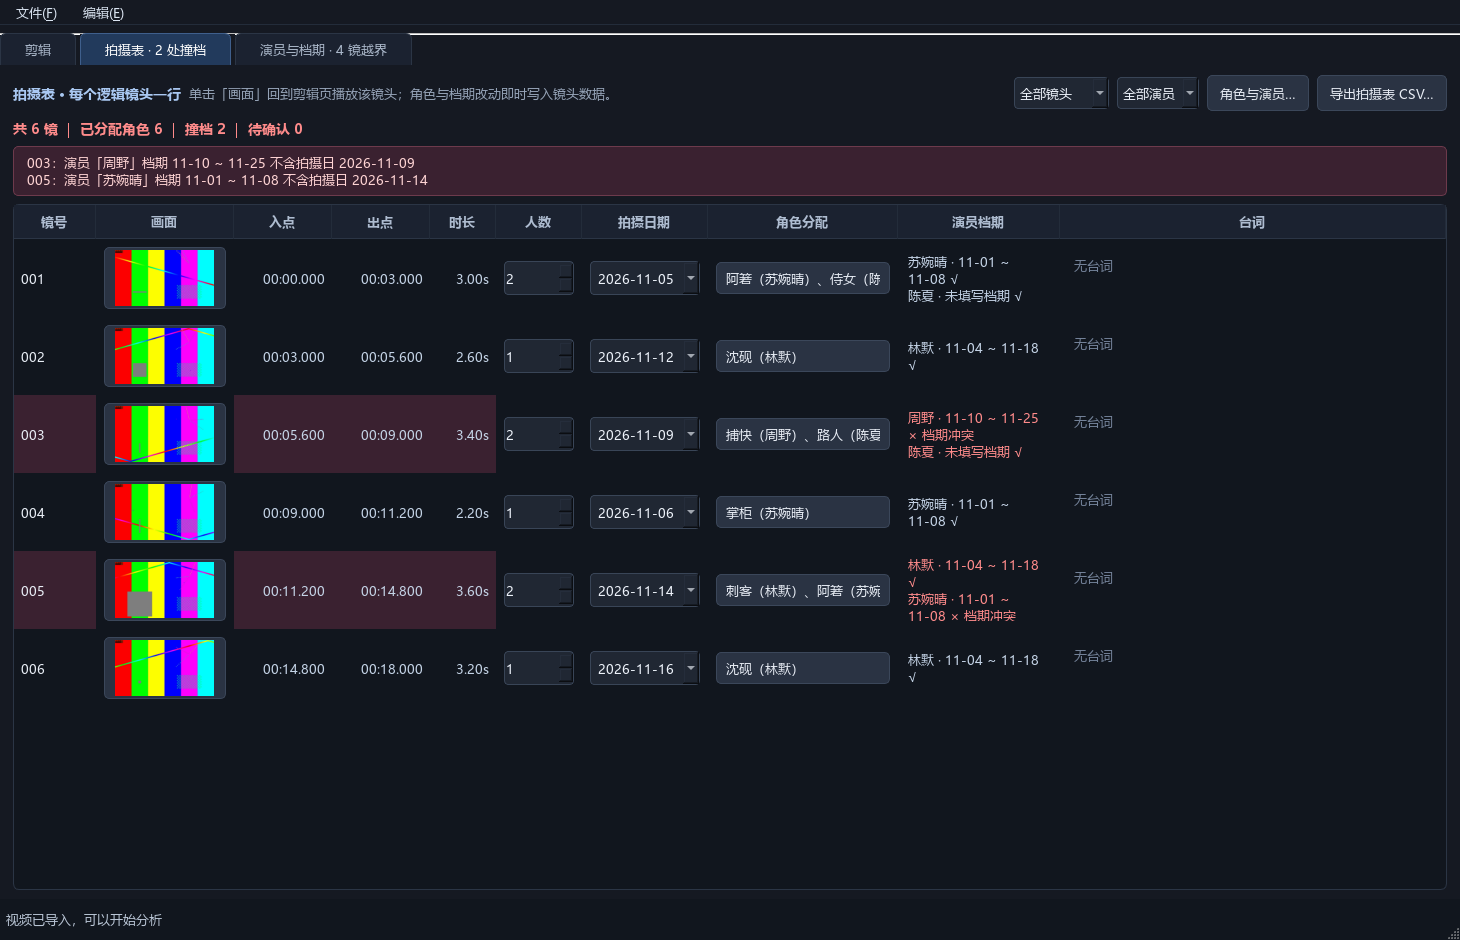 文件(F) 编辑(E)
剪辑 拍摄表 · 2 处撞档 演员与档期 · 4 镜越界
拍摄表 • 每个逻辑镜头一行 单击「画面」回到剪辑页播放该镜头；角色与档期改动即时写入镜头数据。 全部镜头 全部演员 角色与演员... 导出拍摄表 CSV...
共 6 镜 ｜ 已分配角色 6 ｜ 撞档 2 ｜ 待确认 0
003：演员「周野」档期 11-10 ~ 11-25 不含拍摄日 2026-11-09
005：演员「苏婉晴」档期 11-01 ~ 11-08 不含拍摄日 2026-11-14
镜号 画面 入点 出点 时长 人数 拍摄日期 角色分配 演员档期 台词
001 00:00.000 00:03.000 3.00s 2 2026-11-05 阿箬（苏婉晴）、侍女（陈 苏婉晴 · 11-01 ~ 无台词
11-08 √
陈夏 · 未填写档期 √
002 00:03.000 00:05.600 2.60s 1 2026-11-12 沈砚（林默） 林默 · 11-04 ~ 11-18 无台词
√
003 00:05.600 00:09.000 3.40s 2 2026-11-09 捕快（周野）、路人（陈夏 周野 · 11-10 ~ 11-25 无台词
× 档期冲突
陈夏 · 未填写档期 √
004 00:09.000 00:11.200 2.20s 1 2026-11-06 掌柜（苏婉晴） 苏婉晴 · 11-01 ~ 无台词
11-08 √
005 00:11.200 00:14.800 3.60s 2 2026-11-14 刺客（林默）、阿箬（苏婉 林默 · 11-04 ~ 11-18 无台词
√
苏婉晴 · 11-01 ~
11-08 × 档期冲突
006 00:14.800 00:18.000 3.20s 1 2026-11-16 沈砚（林默） 林默 · 11-04 ~ 11-18 无台词
√
视频已导入，可以开始分析